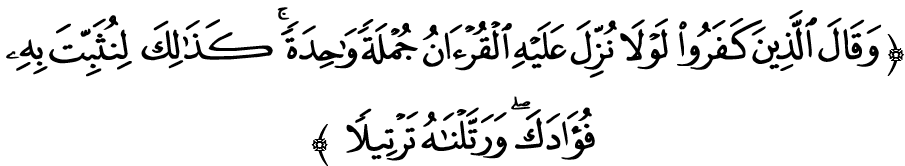 ﴿ وَقَالَ ٱلَّذِينَ كَفَرُوا۟ لَوْلَا نُزِّلَ عَلَيْهِ ٱلْقُرْءَانُ جُمْلَةً وَٰحِدَةً ۚ كَذَٰلِكَ لِنُثَبِّتَ بِهِۦ
فُؤَادَكَ ۖ وَرَتَّلْنَٰهُ تَرْتِيلًا ﴾